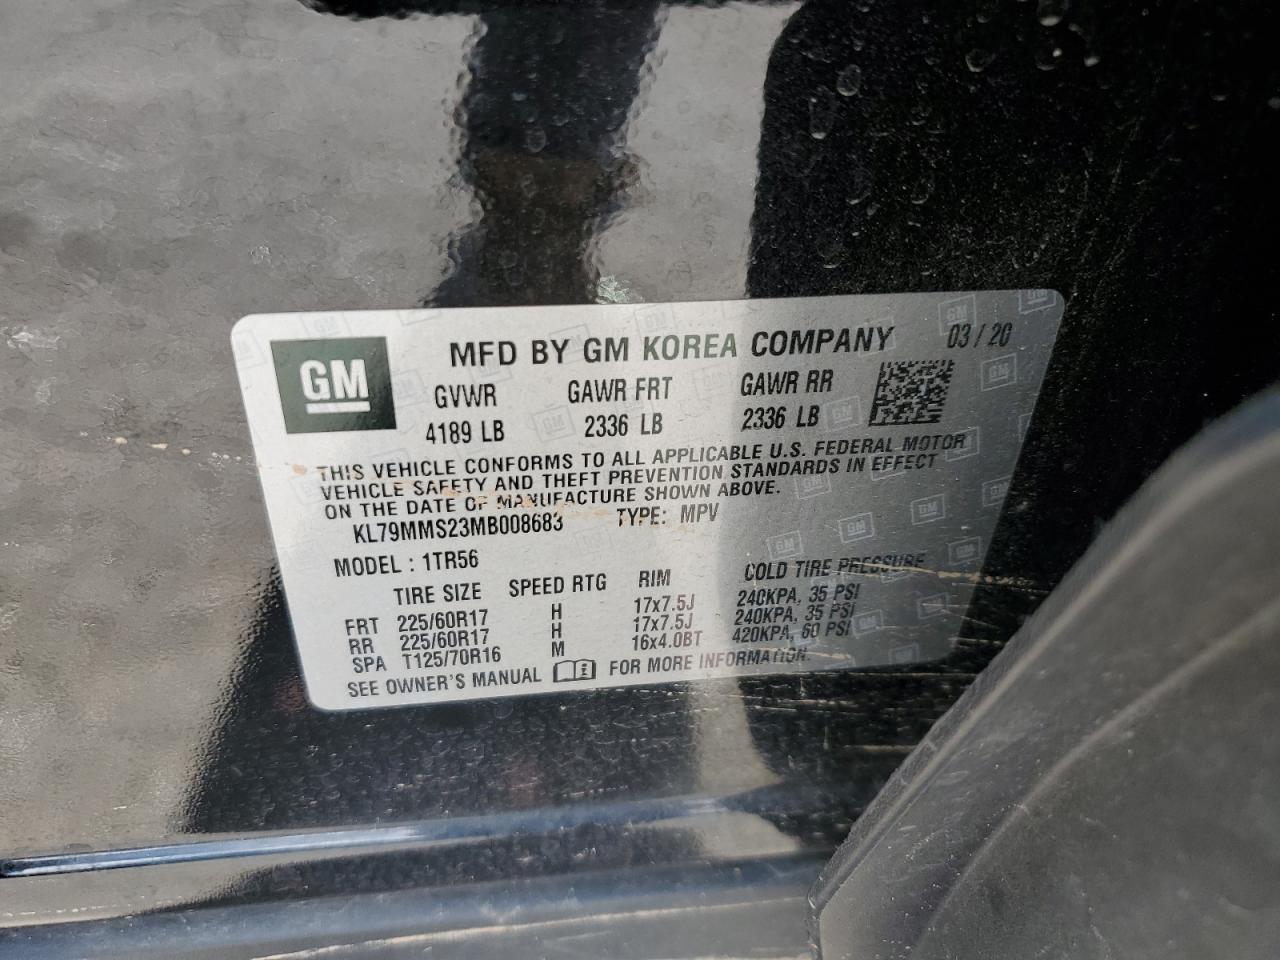 GM
MFD BY GM KOREA COMPANY 03 / 20
GVWR GAWR FRT GAWR RR
4189 LB 2336 LB 2336 LB
THIS VEHICLE CONFORMS TO ALL APPLICABLE U.S. FEDERAL MOTOR
VEHICLE SAFETY AND THEFT PREVENTION STANDARDS IN EFFECT
ON THE DATE OF MANUFACTURE SHOWN ABOVE.
KL79MMS23MB008683 TYPE: MPV
MODEL : 1TR56
TIRE SIZE SPEED RTG RIM COLD TIRE PRESSURE
FRT 225/60R17 H 17x7.5J 240KPA, 35 PSI
RR 225/60R17 H 17x7.5J 240KPA, 35 PSI
SPA T125/70R16 M 16x4.0BT 420KPA, 60 PSI
SEE OWNER'S MANUAL FOR MORE INFORMATION.